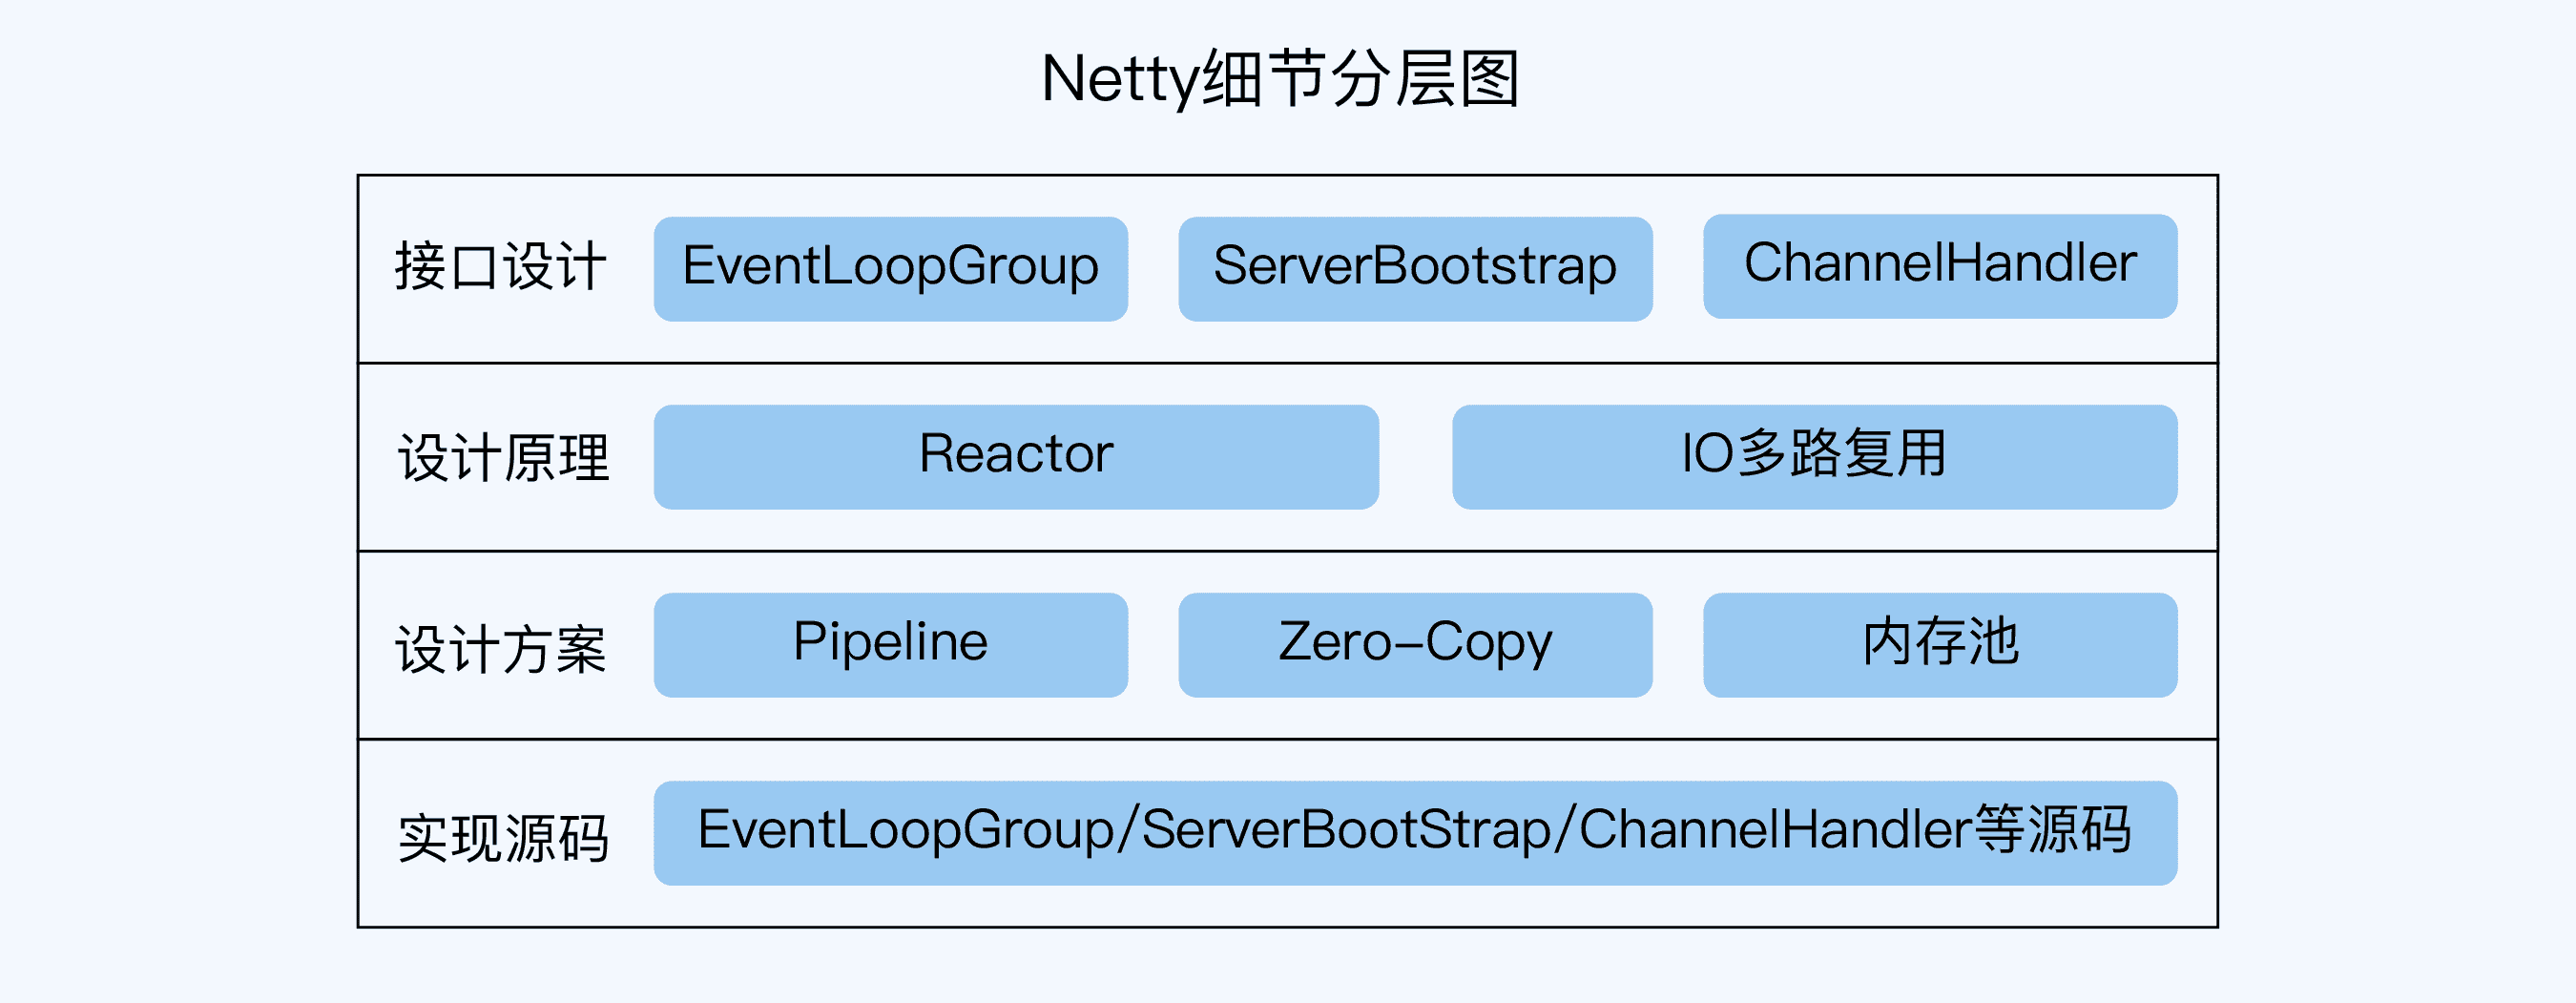 Netty细节分层图
接口设计 EventLoopGroup ServerBootstrap ChannelHandler
设计原理 Reactor IO多路复用
设计方案 Pipeline Zero-Copy 内存池
实现源码 EventLoopGroup/ServerBootStrap/ChannelHandler等源码